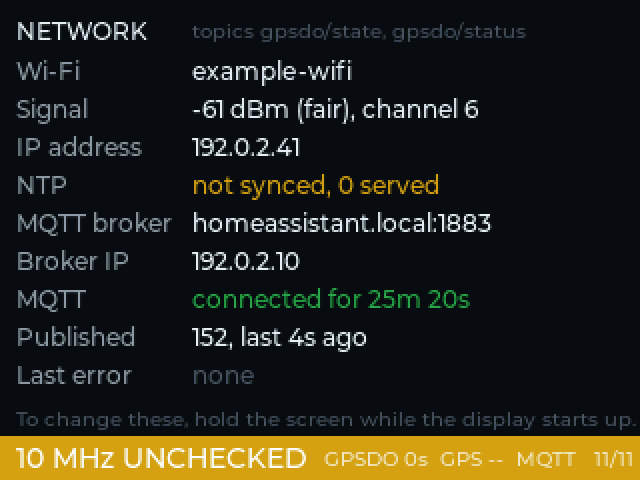 NETWORK topics gpsdo/state, gpsdo/status
Wi-Fi example-wifi
Signal -61 dBm (fair), channel 6
IP address 192.0.2.41
NTP not synced, 0 served
MQTT broker homeassistant.local:1883
Broker IP 192.0.2.10
MQTT connected for 25m 20s
Published 152, last 4s ago
Last error none
To change these, hold the screen while the display starts up.
10 MHz UNCHECKED GPSDO 0s GPS -- MQTT 11/11